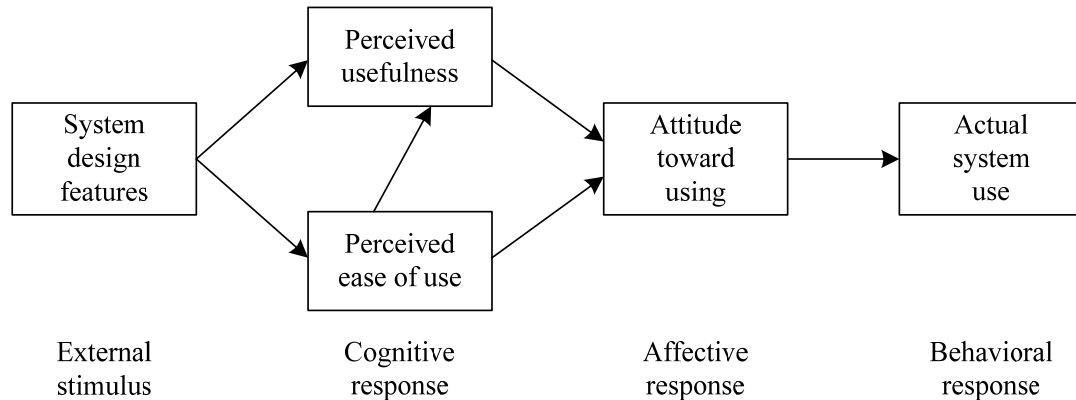 Perceived
usefulness
System
design
features
Attitude
toward
using
Actual
system
use
Perceived
ease of use
External
stimulus
Cognitive
response
Affective
response
Behavioral
response